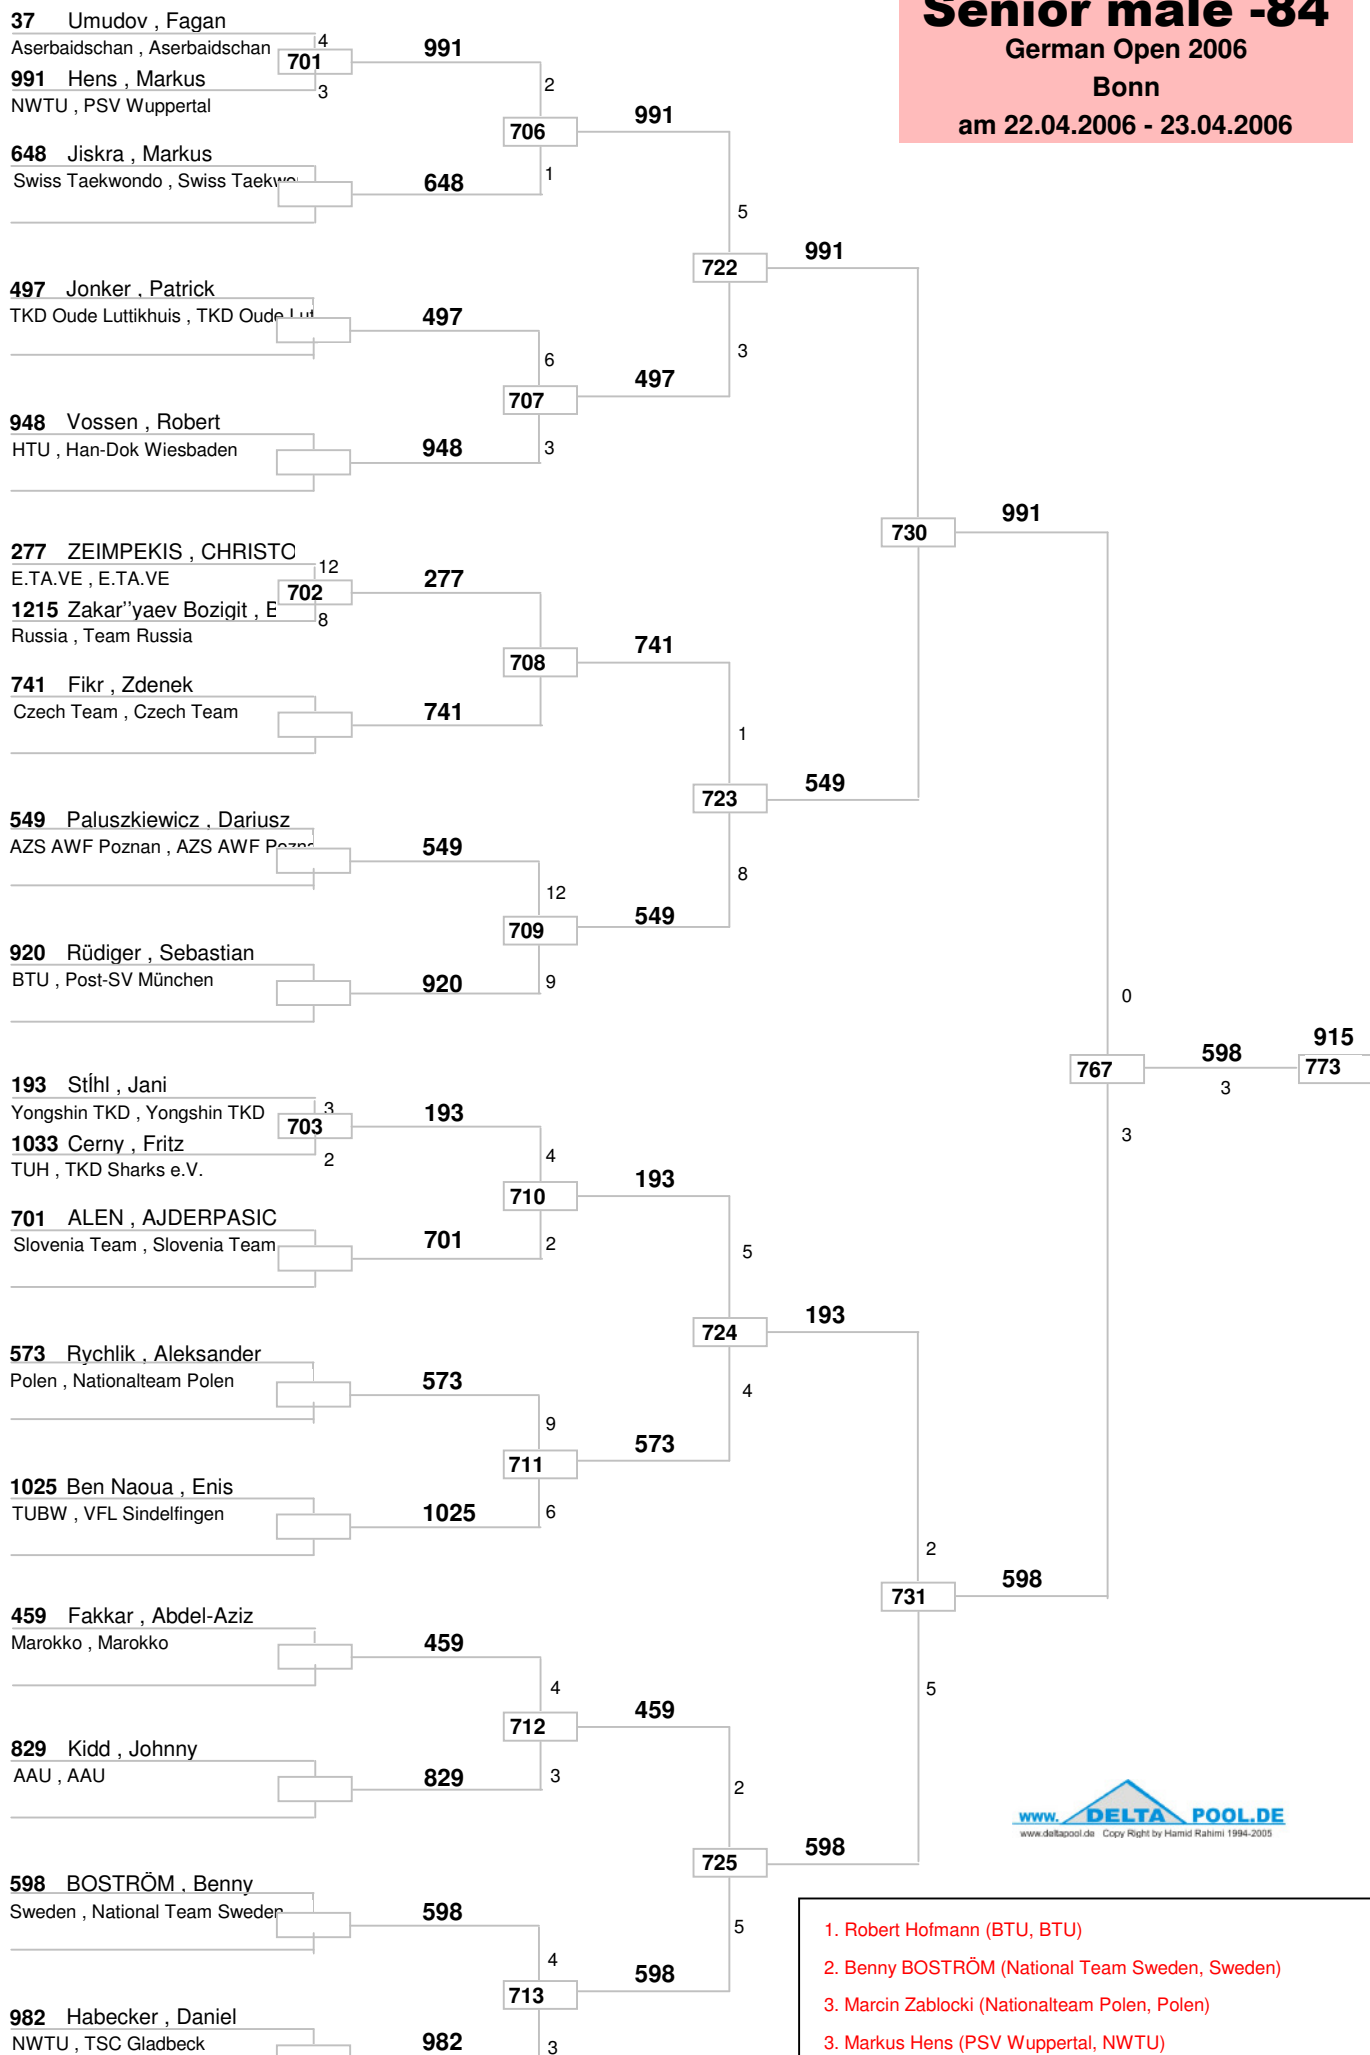 Senior male -84
German Open 2006
Bonn
am 22.04.2006 - 23.04.2006
37 Umudov , Fagan
Aserbaidschan , Aserbaidschan
4
701
991
991 Hens , Markus
3
NWTU , PSV Wuppertal
2
706
991
648 Jiskra , Markus
Swiss Taekwondo , Swiss
648
1
5
722
991
497 Jonker , Patrick
TKD Oude Luttikhuis , TKD Oude
497
6
3
707
497
948 Vossen , Robert
HTU , Han-Dok Wiesbaden
948
3
730
991
277 ZEIMPEKIS , CHRISTO
E.TA.VE , E.TA.VE
12
702
277
1215 Zakar''yaev Bozigit ,
8
Russia , Team Russia
708
741
741 Fikr , Zdenek
Czech Team , Czech Team
741
1
723
549
549 Paluszkiewicz , Dariusz
AZS AWF Poznan , AZS AWF
549
12
8
709
549
920 Rüdiger , Sebastian
BTU , Post-SV München
920
9
0
767
598
3
915
773
193 Stĺhl , Jani
Yongshin TKD , Yongshin TKD
3
703
193
1033 Cerny , Fritz
2
TUH , TKD Sharks e.V.
3
4
710
193
701 ALEN , AJDERPASIC
Slovenia Team , Slovenia Team
701
2
5
724
193
573 Rychlik , Aleksander
Polen , Nationalteam Polen
573
4
9
711
573
1025 Ben Naoua , Enis
TUBW , VFL Sindelfingen
1025
6
2
731
598
459 Fakkar , Abdel-Aziz
Marokko , Marokko
459
4
5
712
459
829 Kidd , Johnny
AAU , AAU
829
3
2
725
598
598 BOSTRÖM , Benny
Sweden , National Team Sweden
598
5
4
713
598
982 Habecker , Daniel
NWTU , TSC Gladbeck
982
3
www. DELTA POOL.DE
www.deltapool.de Copy Right by Hamid Rahimi 1994-2005
1. Robert Hofmann (BTU, BTU)
2. Benny BOSTRÖM (National Team Sweden, Sweden)
3. Marcin Zablocki (Nationalteam Polen, Polen)
3. Markus Hens (PSV Wuppertal, NWTU)